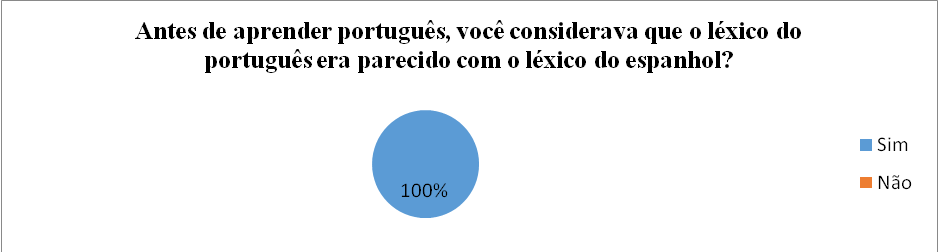 Antes de aprender português, você considerava que o léxico do
português era parecido com o léxico do espanhol?
100%
Sim
Não